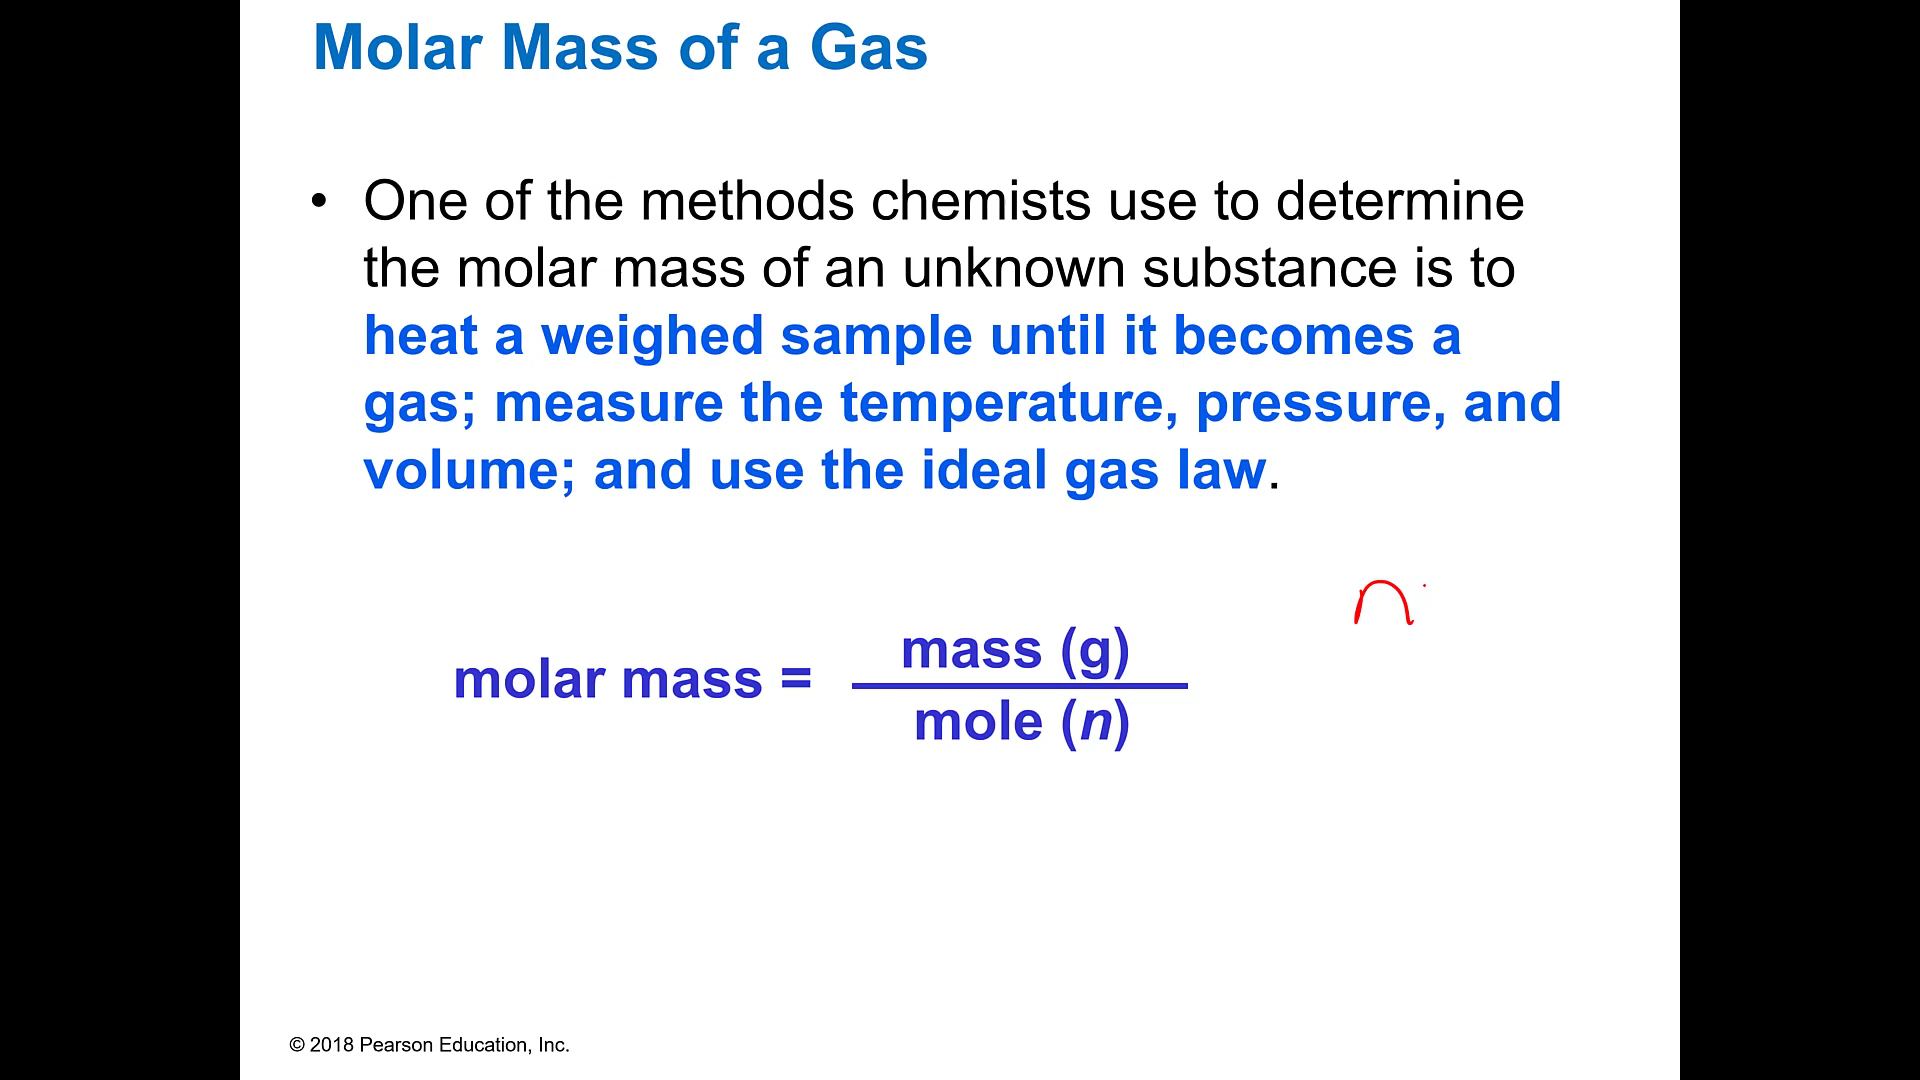 Molar Mass of a Gas
• One of the methods chemists use to determine
the molar mass of an unknown substance is to
heat a weighed sample until it becomes a
gas; measure the temperature, pressure, and
volume; and use the ideal gas law.
n
molar mass = mass (g)
mole (n)
© 2018 Pearson Education, Inc.